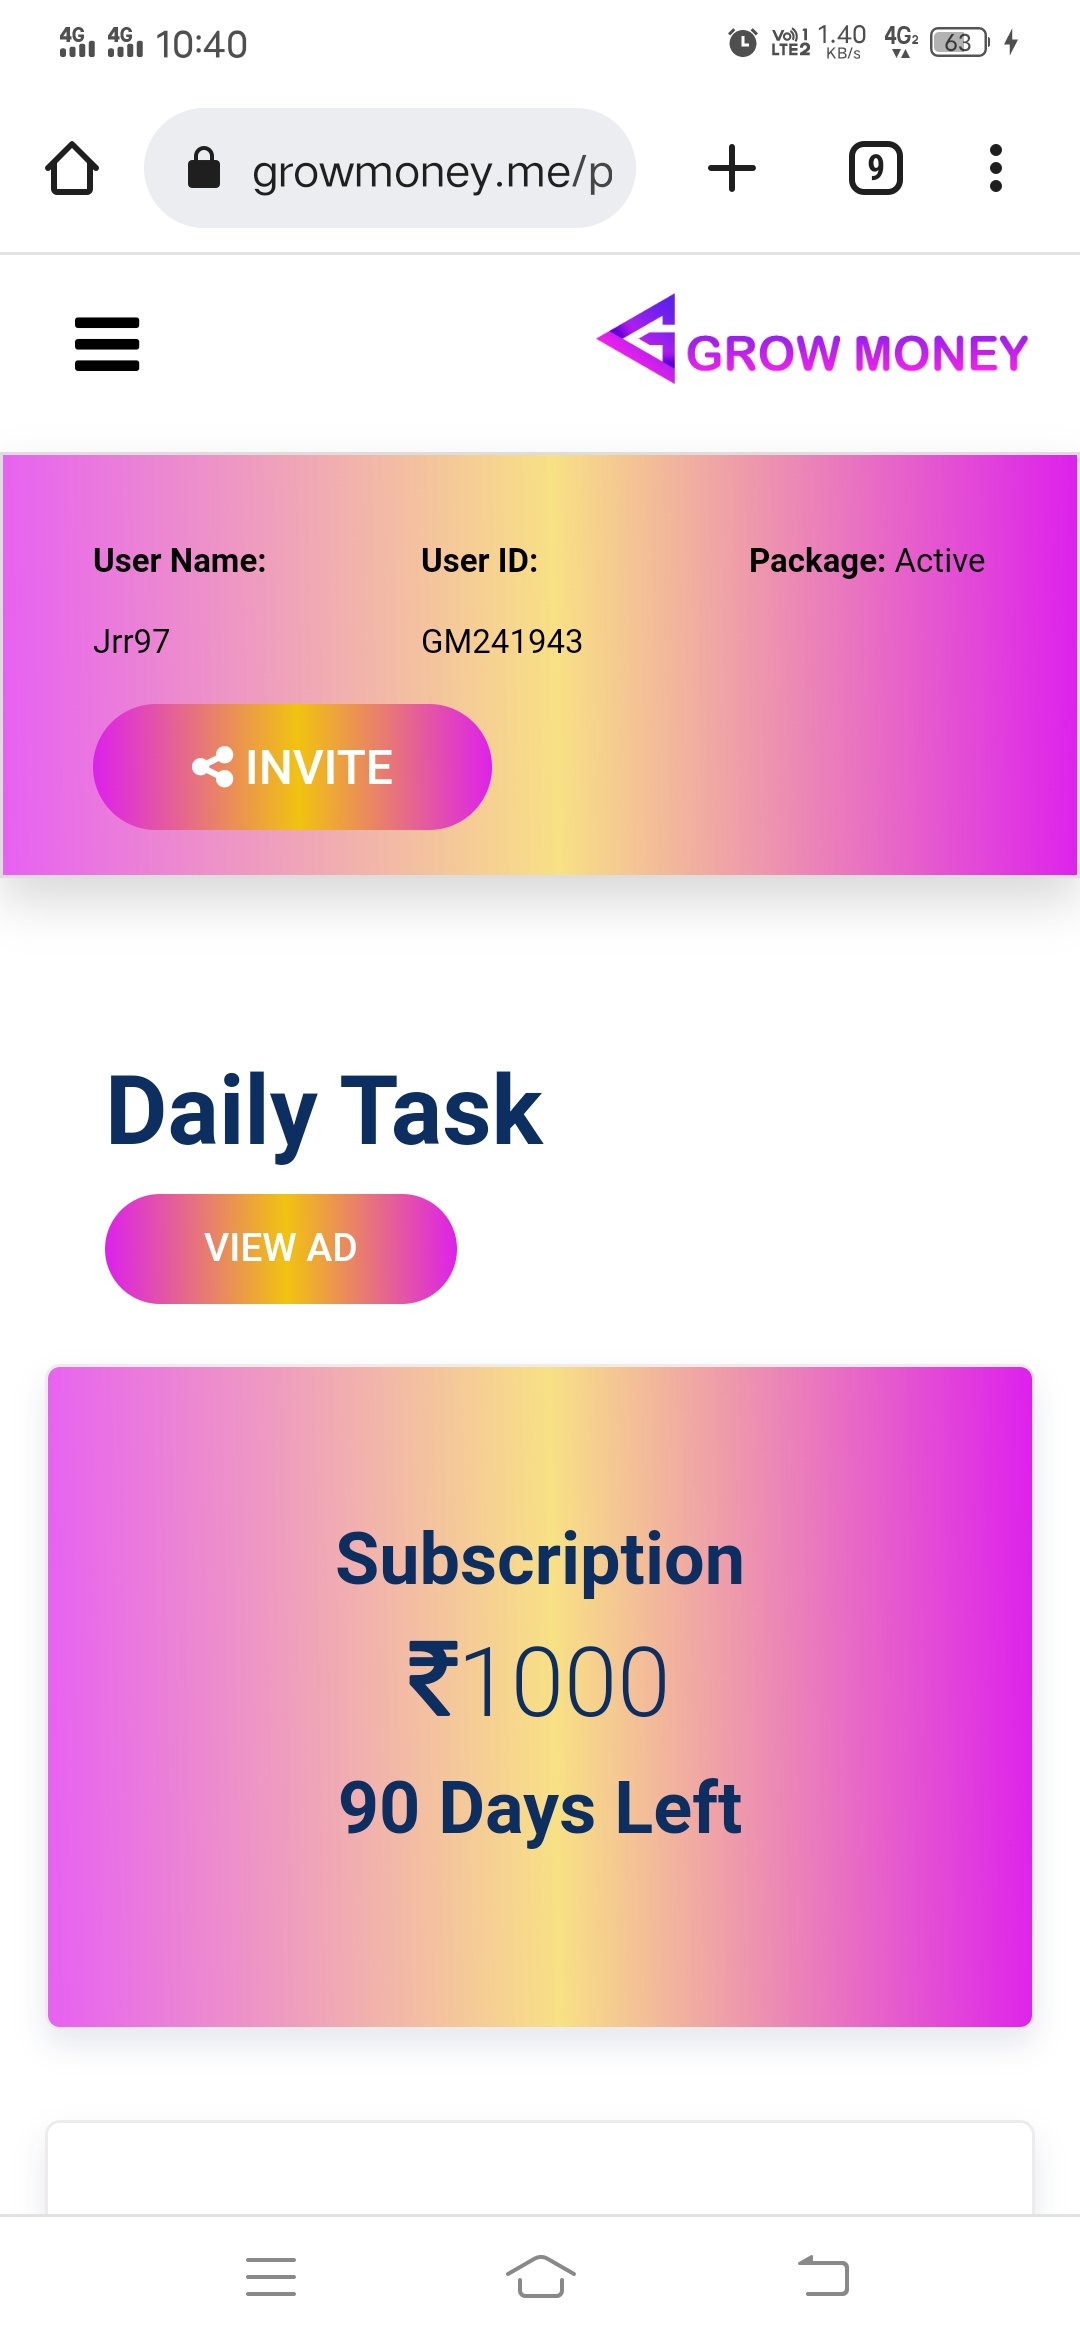 4G 4G 10:40 Vo)) 1 LTE2 1.40 KB/s 4G2 63
growmoney.me/p 9
GROW MONEY
User Name: User ID: Package: Active
Jrr97 GM241943
INVITE
Daily Task
VIEW AD
Subscription
₹1000
90 Days Left